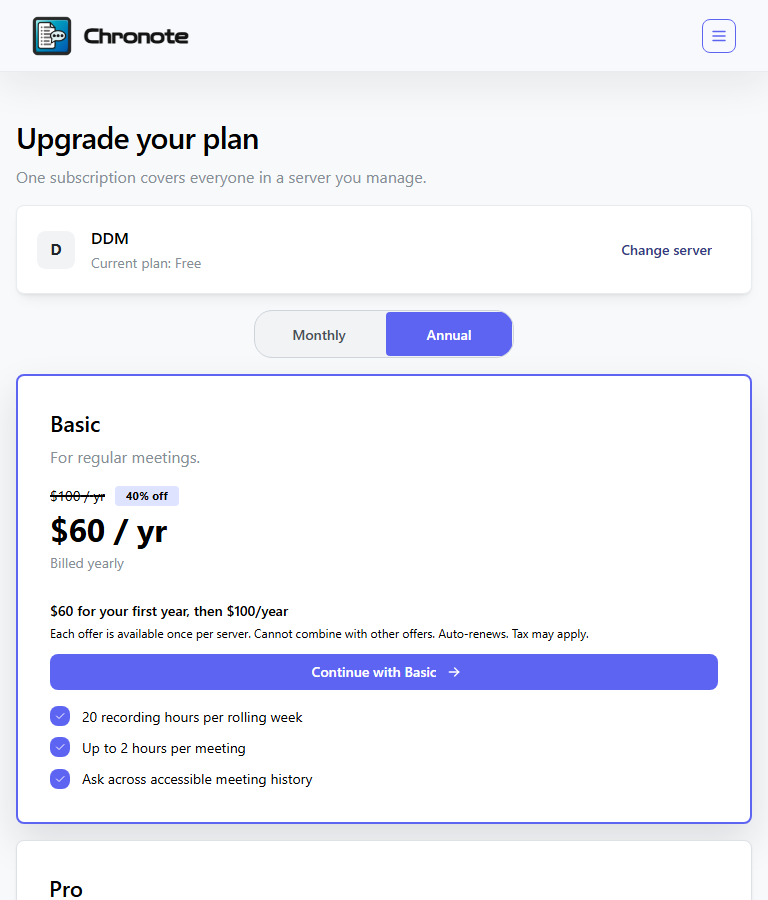 Chronote
Upgrade your plan
One subscription covers everyone in a server you manage.
D
DDM
Current plan: Free
Change server
Monthly
Annual
Basic
For regular meetings.
$100 / yr
40% off
$60 / yr
Billed yearly
$60 for your first year, then $100/year
Each offer is available once per server. Cannot combine with other offers. Auto-renews. Tax may apply.
Continue with Basic →
20 recording hours per rolling week
Up to 2 hours per meeting
Ask across accessible meeting history
Pro